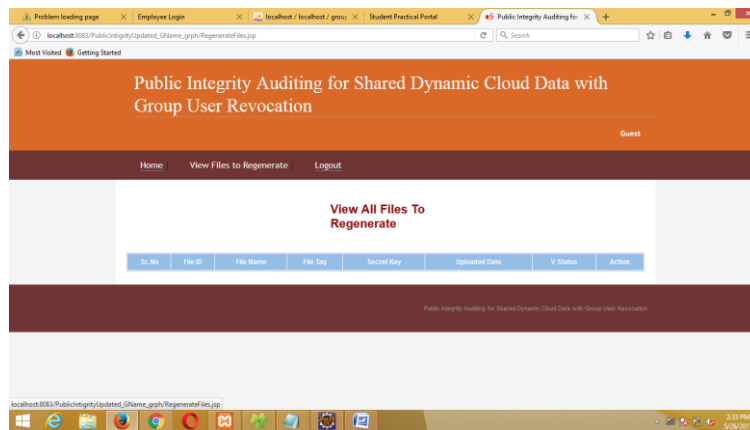 Problem loading page
Employee Login
localhost / localhost / group
Student Practical Portal
Public Integrity Auditing for
localhost:8083/PublicIntigrityUpdated_GName_grph/RegenerateFiles.jsp
Search
Most Visited
Getting Started
Public Integrity Auditing for Shared Dynamic Cloud Data with
Group User Revocation
Guest
Home
View Files to Regenerate
Logout
View All Files To
Regenerate
Sr.No
File ID
File Name
File Tag
Secret Key
Uploaded Date
V Status
Action
Public Integrity Auditing for Shared Dynamic Cloud Data with Group User Revocation
localhost:8083/PublicIntigrityUpdated_GName_grph/RegenerateFiles.jsp
2:33 PM